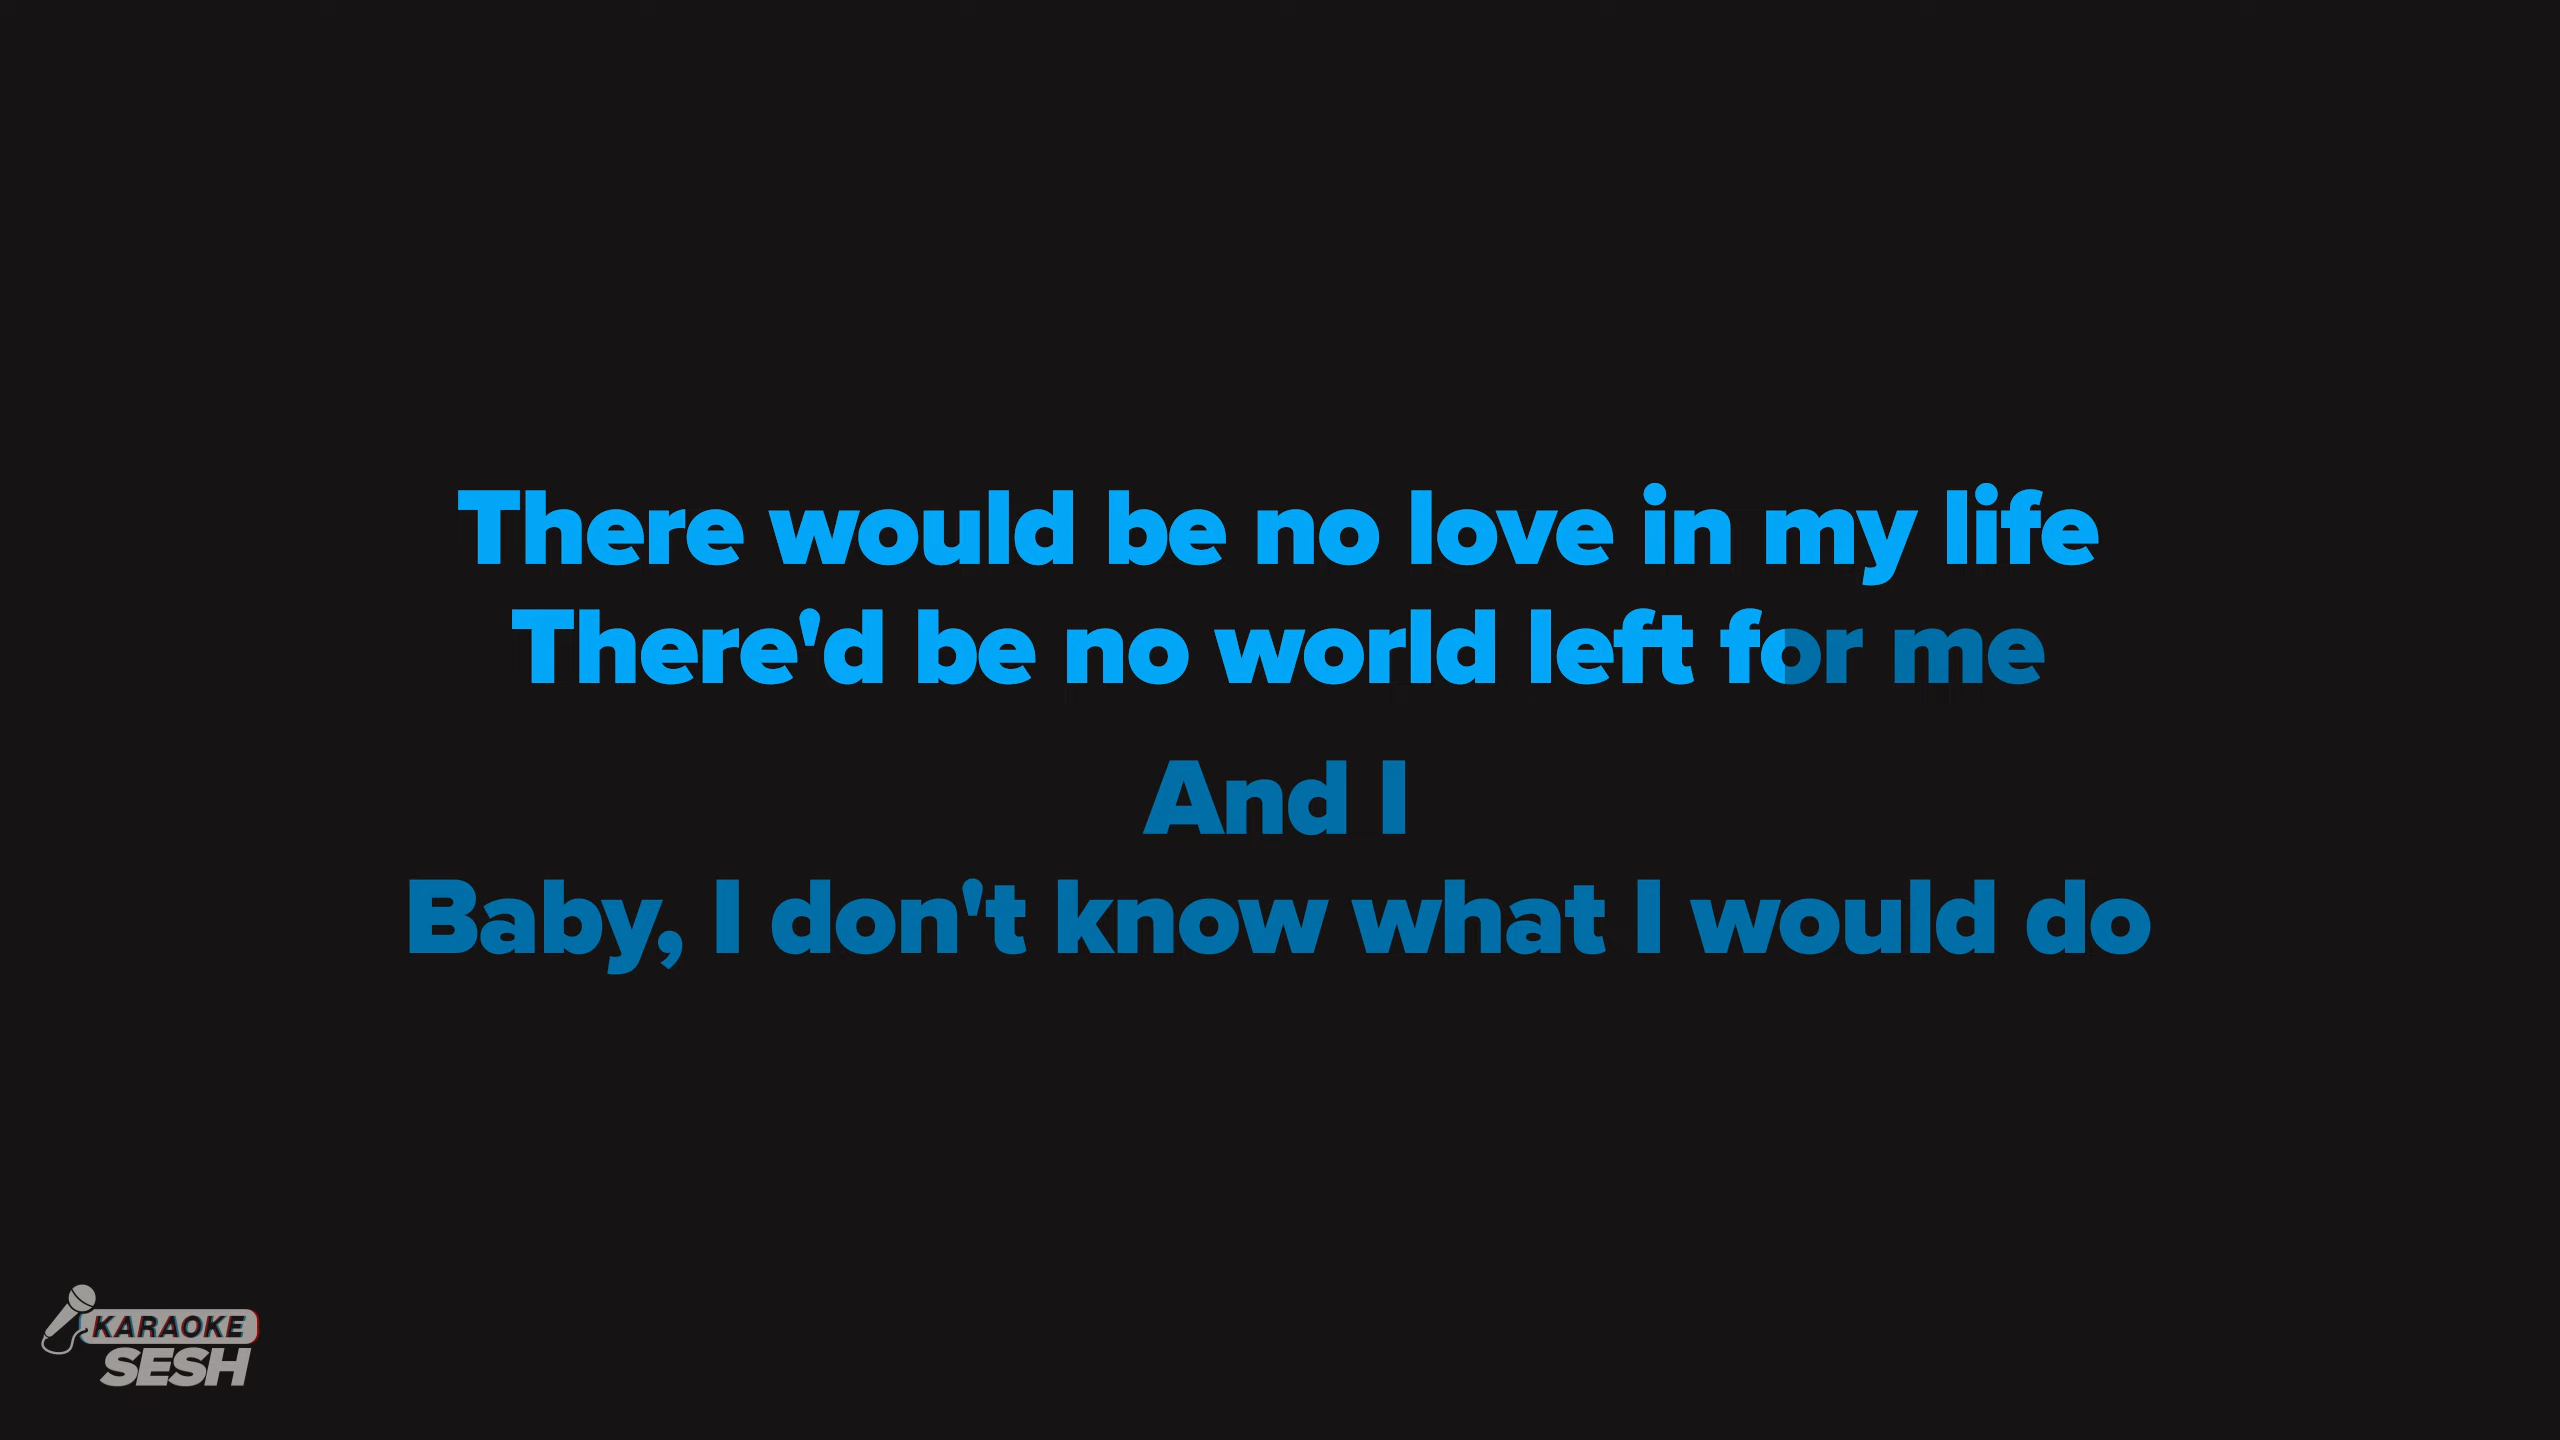 There would be no love in my life
There'd be no world left for me
And I
Baby, I don't know what I would do
KARAOKE
SESH